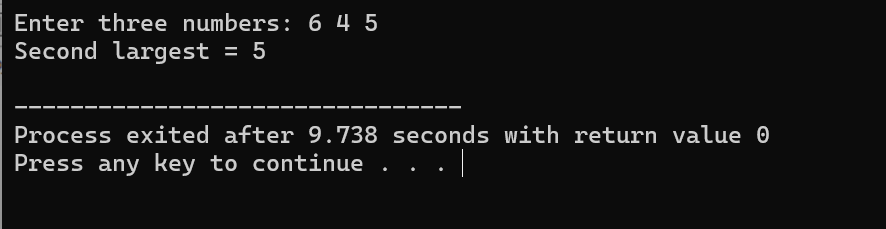 Enter three numbers: 6 4 5
Second largest = 5
--------------------------------
Process exited after 9.738 seconds with return value 0
Press any key to continue . . .